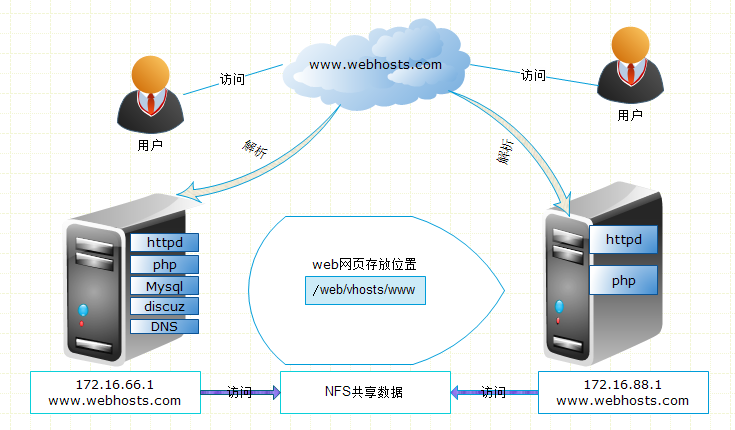 www.webhosts.com
访问
访问
用户
用户
解析
解析
httpd
php
Mysql
discuz
DNS
web网页存放位置
/web/vhosts/www
httpd
php
172.16.66.1
www.webhosts.com
访问
NFS共享数据
访问
172.16.88.1
www.webhosts.com